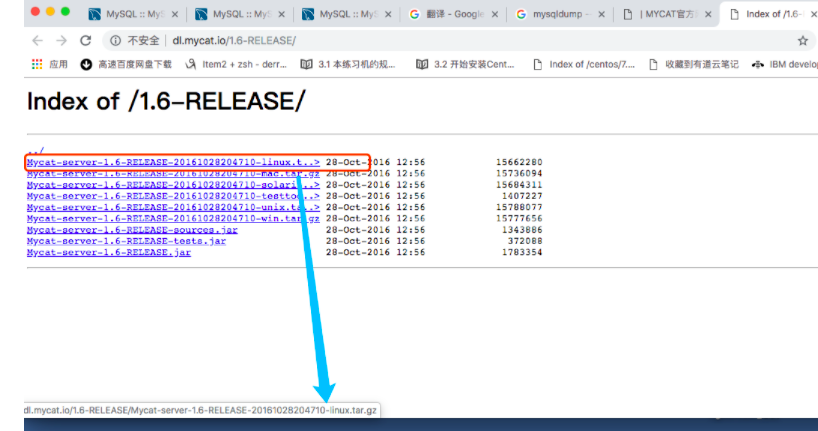 MySQL :: MyS
MySQL :: MyS
MySQL :: MyS
翻译 - Google
mysqldump -
| MYCAT官方
Index of /1.6-
不安全 | dl.mycat.io/1.6-RELEASE/
应用
高速百度网盘下载
Item2 + zsh - derr...
3.1 本练习机的规...
3.2 开始安装Cent...
Index of /centos/7....
收藏到有道云笔记
IBM develop
Index of /1.6-RELEASE/
../
Mycat-server-1.6-RELEASE-20161028204710-linux.t..> 28-Oct-2016 12:56 15662280
Mycat-server-1.6-RELEASE-20161028204710-mac.tar.gz 28-Oct-2016 12:56 15736094
Mycat-server-1.6-RELEASE-20161028204710-solari...> 28-Oct-2016 12:56 15684311
Mycat-server-1.6-RELEASE-20161028204710-testtoo..> 28-Oct-2016 12:56 1407227
Mycat-server-1.6-RELEASE-20161028204710-unix.ta..> 28-Oct-2016 12:56 15788077
Mycat-server-1.6-RELEASE-20161028204710-win.tar.gz 28-Oct-2016 12:56 15777656
Mycat-server-1.6-RELEASE-sources.jar 28-Oct-2016 12:56 1343886
Mycat-server-1.6-RELEASE-tests.jar 28-Oct-2016 12:56 372088
Mycat-server-1.6-RELEASE.jar 28-Oct-2016 12:56 1783354
dl.mycat.io/1.6-RELEASE/Mycat-server-1.6-RELEASE-20161028204710-linux.tar.gz